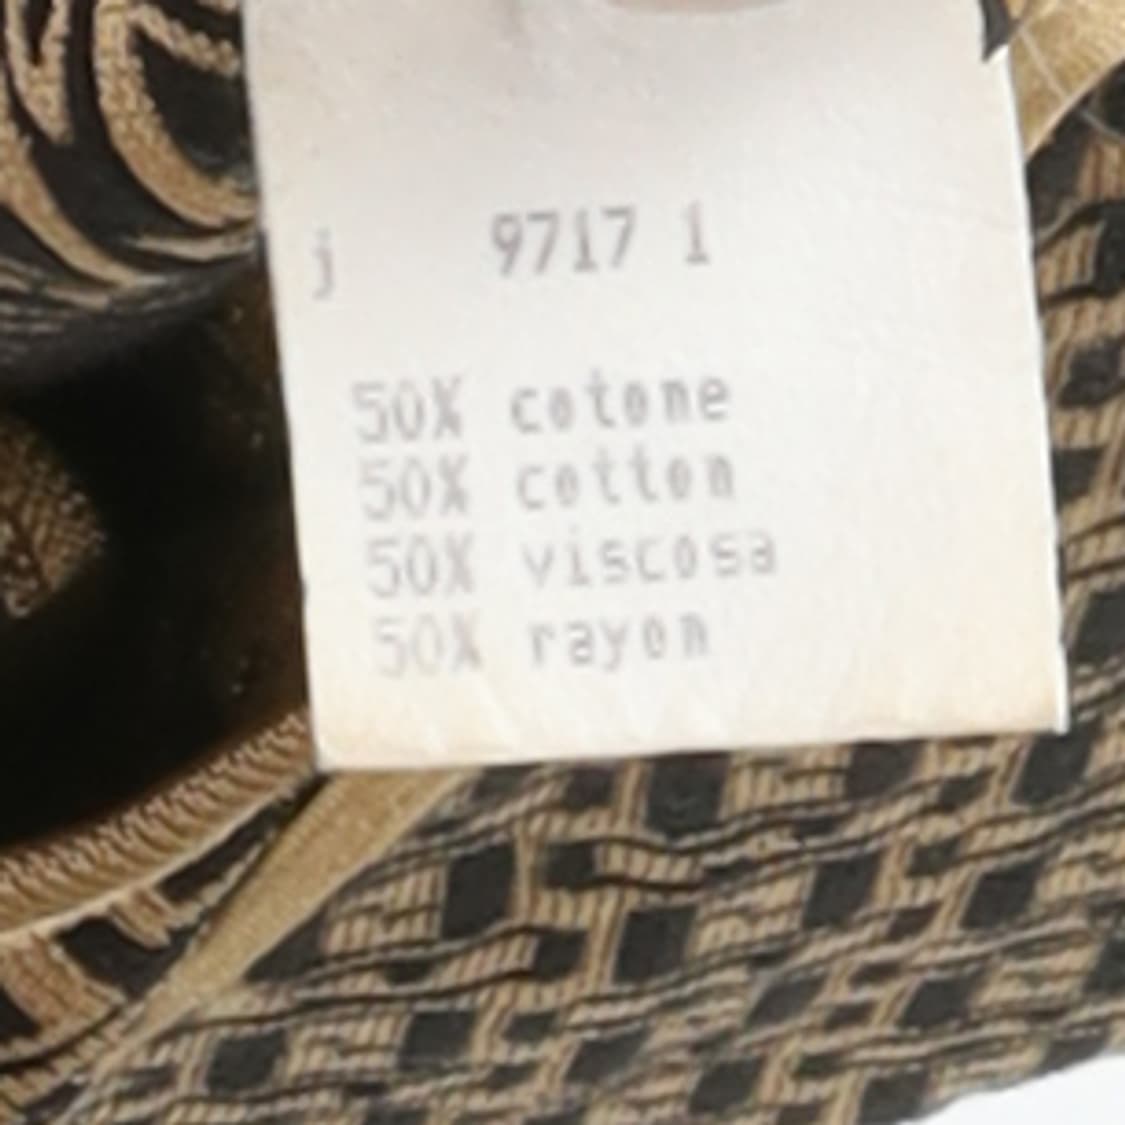 j 9717 1
50% cotone
50% cotton
50% viscosa
50% rayon